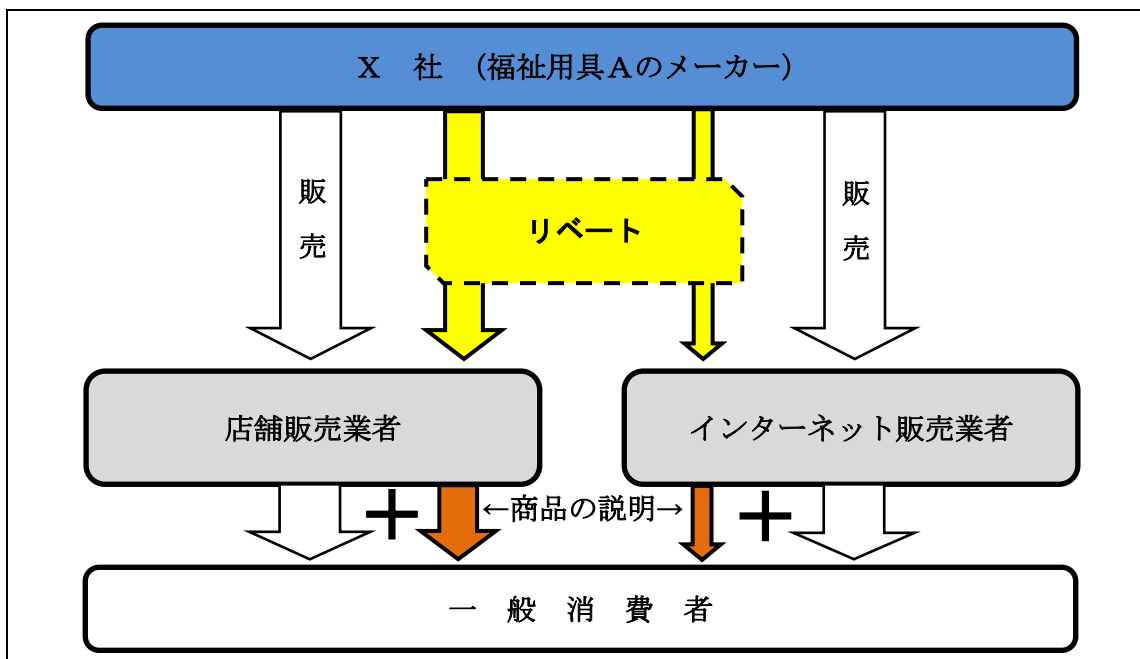 X 社 (福祉用具Aのメーカー)
販売
販売
リベート
店舗販売業者
インターネット販売業者
+
←商品の説明→
+
一 般 消 費 者